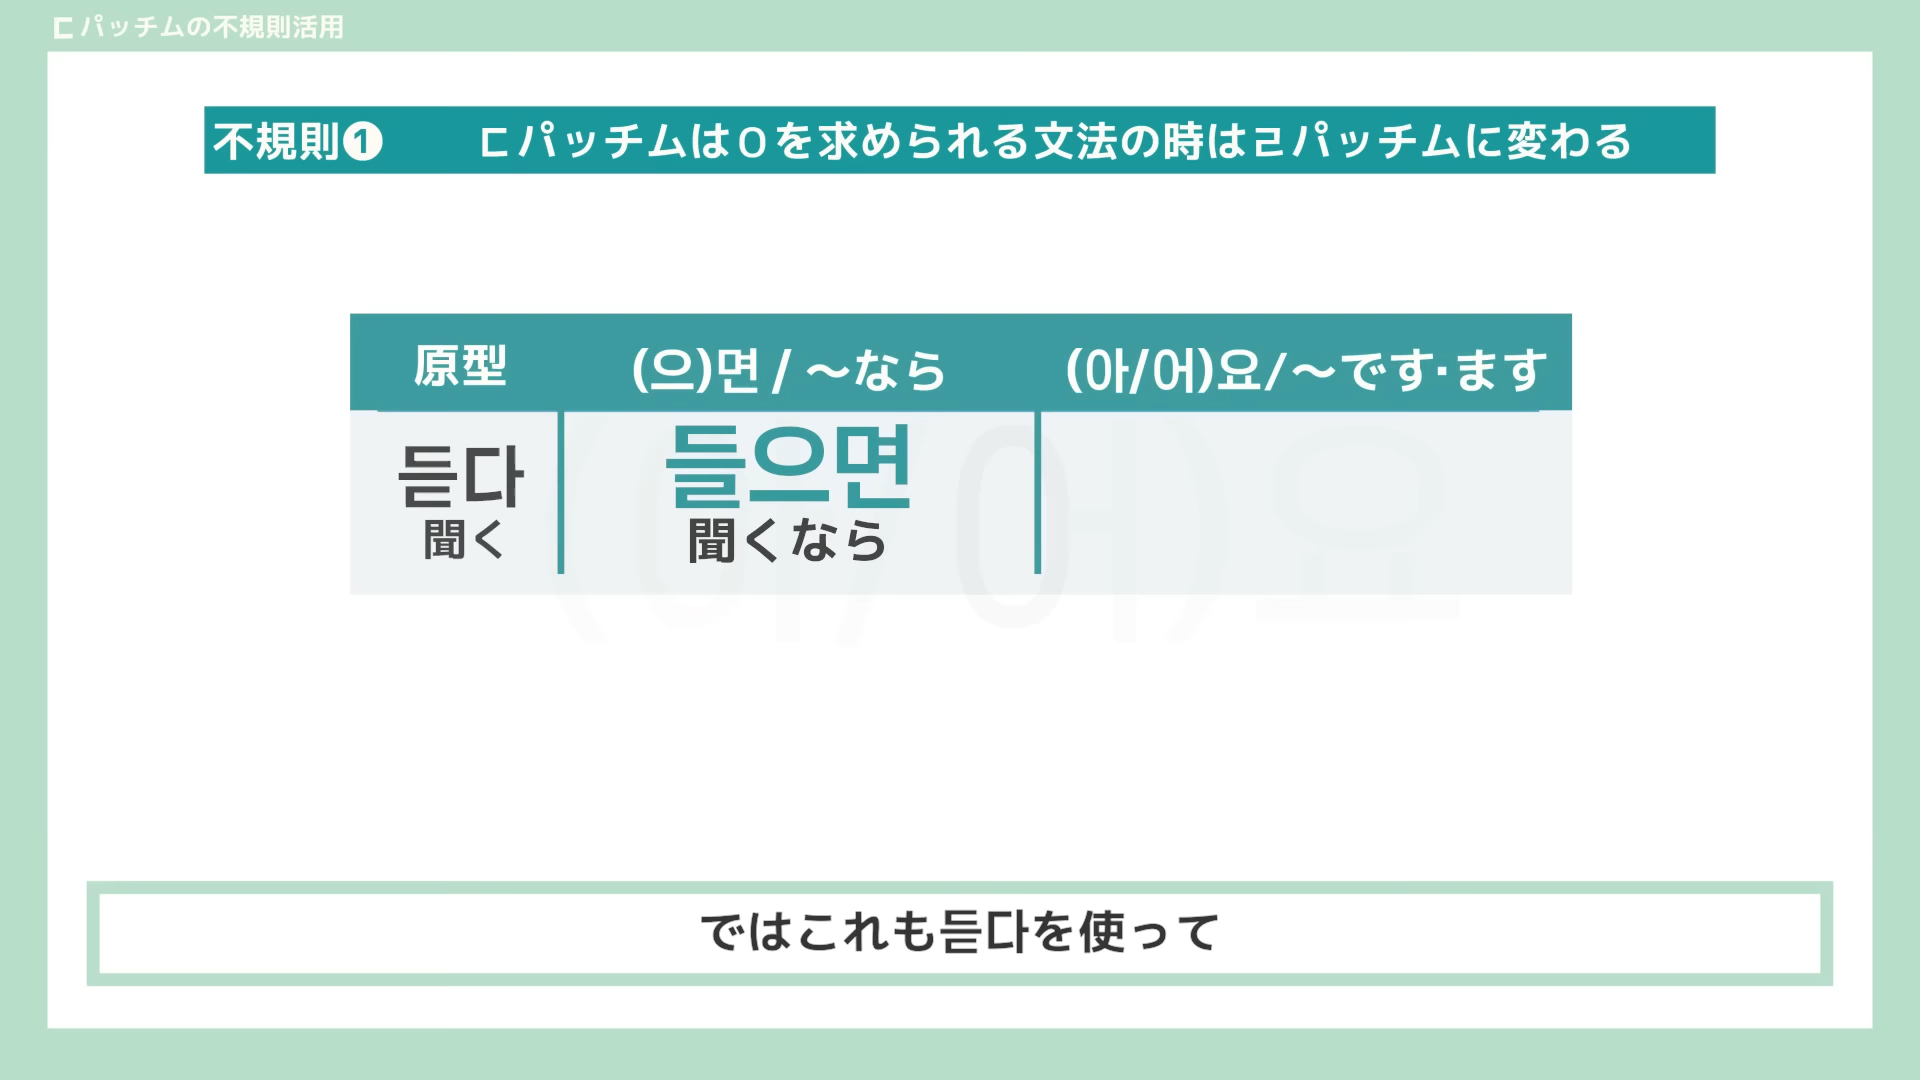 ㄷパッチムの不規則活用
不規則❶　ㄷパッチムはㅇを求められる文法の時はㄹパッチムに変わる
原型　(으)면 / ～なら　(아/어)요/～です·ます
듣다　들으면
聞く　聞くなら
(아/어)요
ではこれも듣다を使って